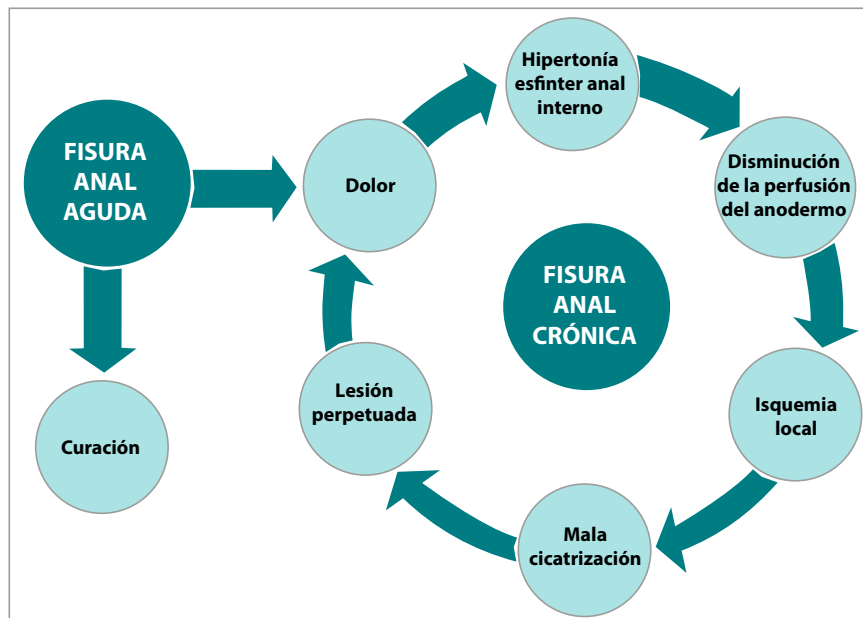 FISURA
ANAL
AGUDA
Curación
Dolor
Hipertonía
esfinter anal
interno
Disminución
de la perfusión
del anodermo
Isquemia
local
Mala
cicatrización
Lesión
perpetuada
FISURA
ANAL
CRÓNICA